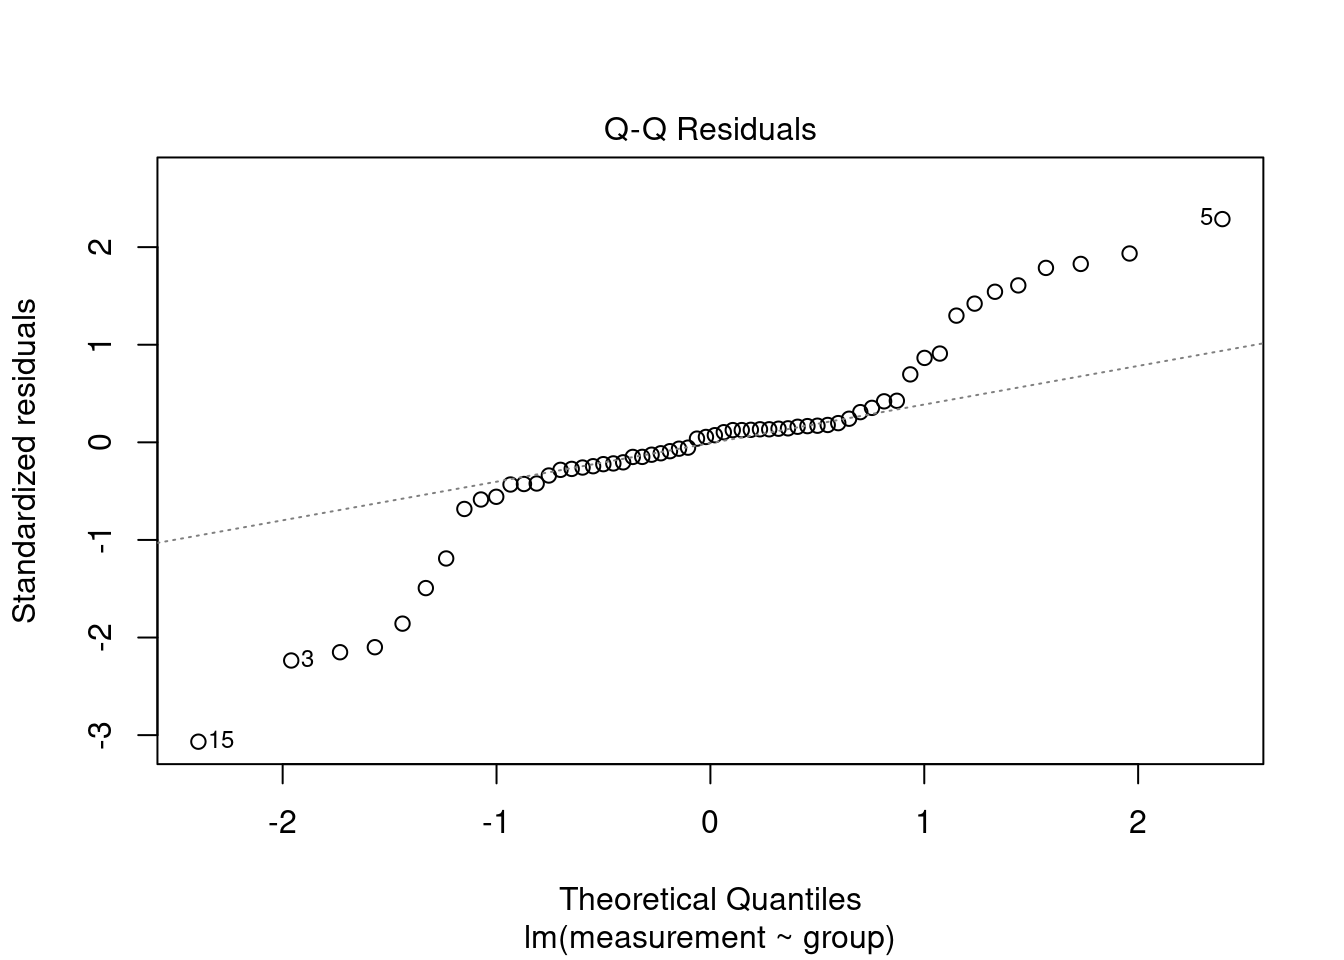 Q-Q Residuals
Standardized residuals
2
1
0
-1
-2
-3
5
3
15
-2 -1 0 1 2
Theoretical Quantiles
lm(measurement ~ group)